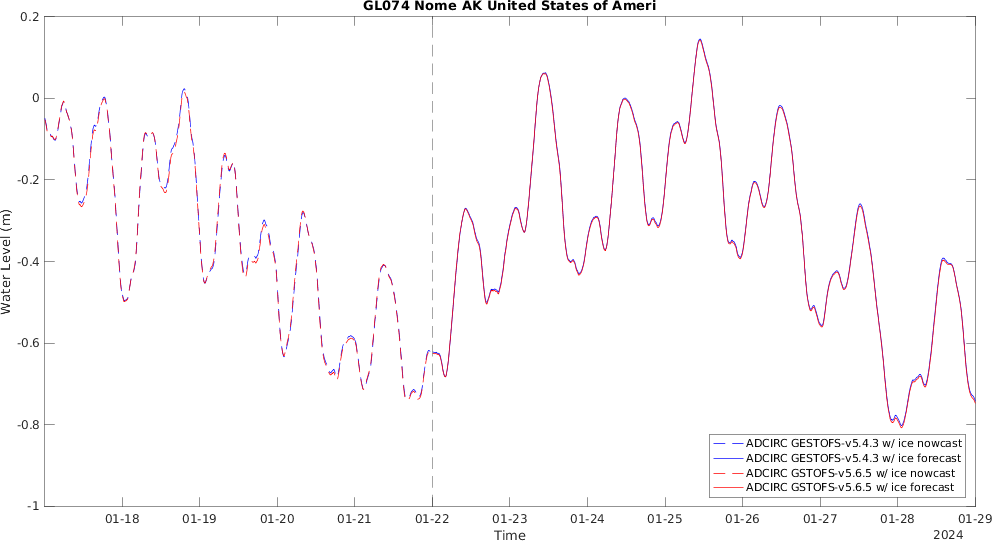 GL074 Nome AK United States of Ameri
Water Level (m)
0.2
0
-0.2
-0.4
-0.6
-0.8
-1
ADCIRC GESTOFS-v5.4.3 w/ ice nowcast
ADCIRC GESTOFS-v5.4.3 w/ ice forecast
ADCIRC GSTOFS-v5.6.5 w/ ice nowcast
ADCIRC GSTOFS-v5.6.5 w/ ice forecast
01-18 01-19 01-20 01-21 01-22 01-23 01-24 01-25 01-26 01-27 01-28 01-29
Time
2024